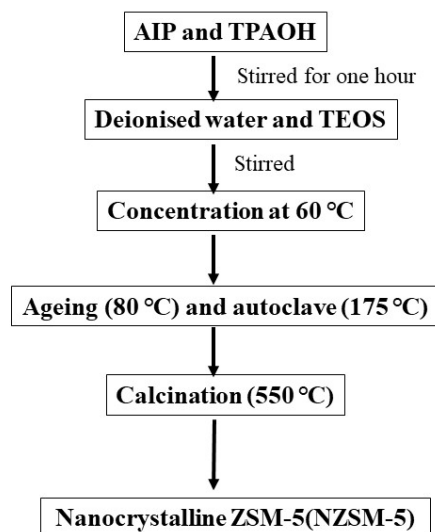 AIP and TPAOH
Stirred for one hour
Deionised water and TEOS
Stirred
Concentration at 60 °C
Ageing (80 °C) and autoclave (175 °C)
Calcination (550 °C)
Nanocrystalline ZSM-5(NZSM-5)